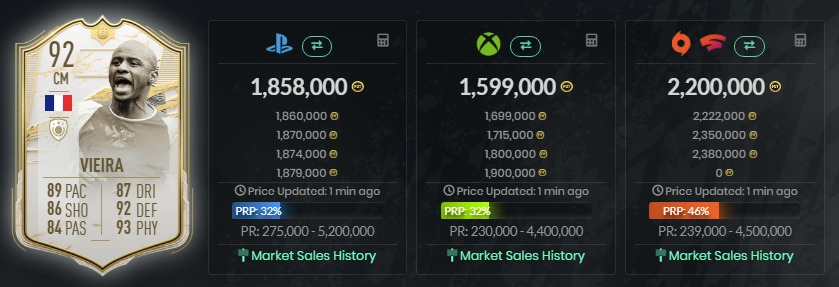 92
CM
VIEIRA
89 PAC 87 DRI
86 SHO 92 DEF
84 PAS 93 PHY
1,858,000
1,860,000
1,870,000
1,874,000
1,879,000
Price Updated: 1 min ago
PRP: 32%
PR: 275,000 - 5,200,000
Market Sales History
1,599,000
1,699,000
1,715,000
1,800,000
1,900,000
Price Updated: 1 min ago
PRP: 32%
PR: 230,000 - 4,400,000
Market Sales History
2,200,000
2,222,000
2,350,000
2,380,000
0
Price Updated: 1 min ago
PRP: 46%
PR: 239,000 - 4,500,000
Market Sales History